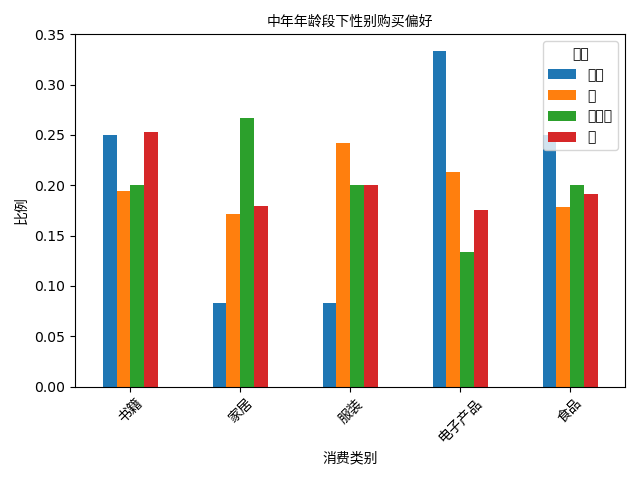 中年年龄段下性别购买偏好
比例
0.35
0.30
0.25
0.20
0.15
0.10
0.05
0.00
书籍
家居
服装
电子产品
食品
消费类别